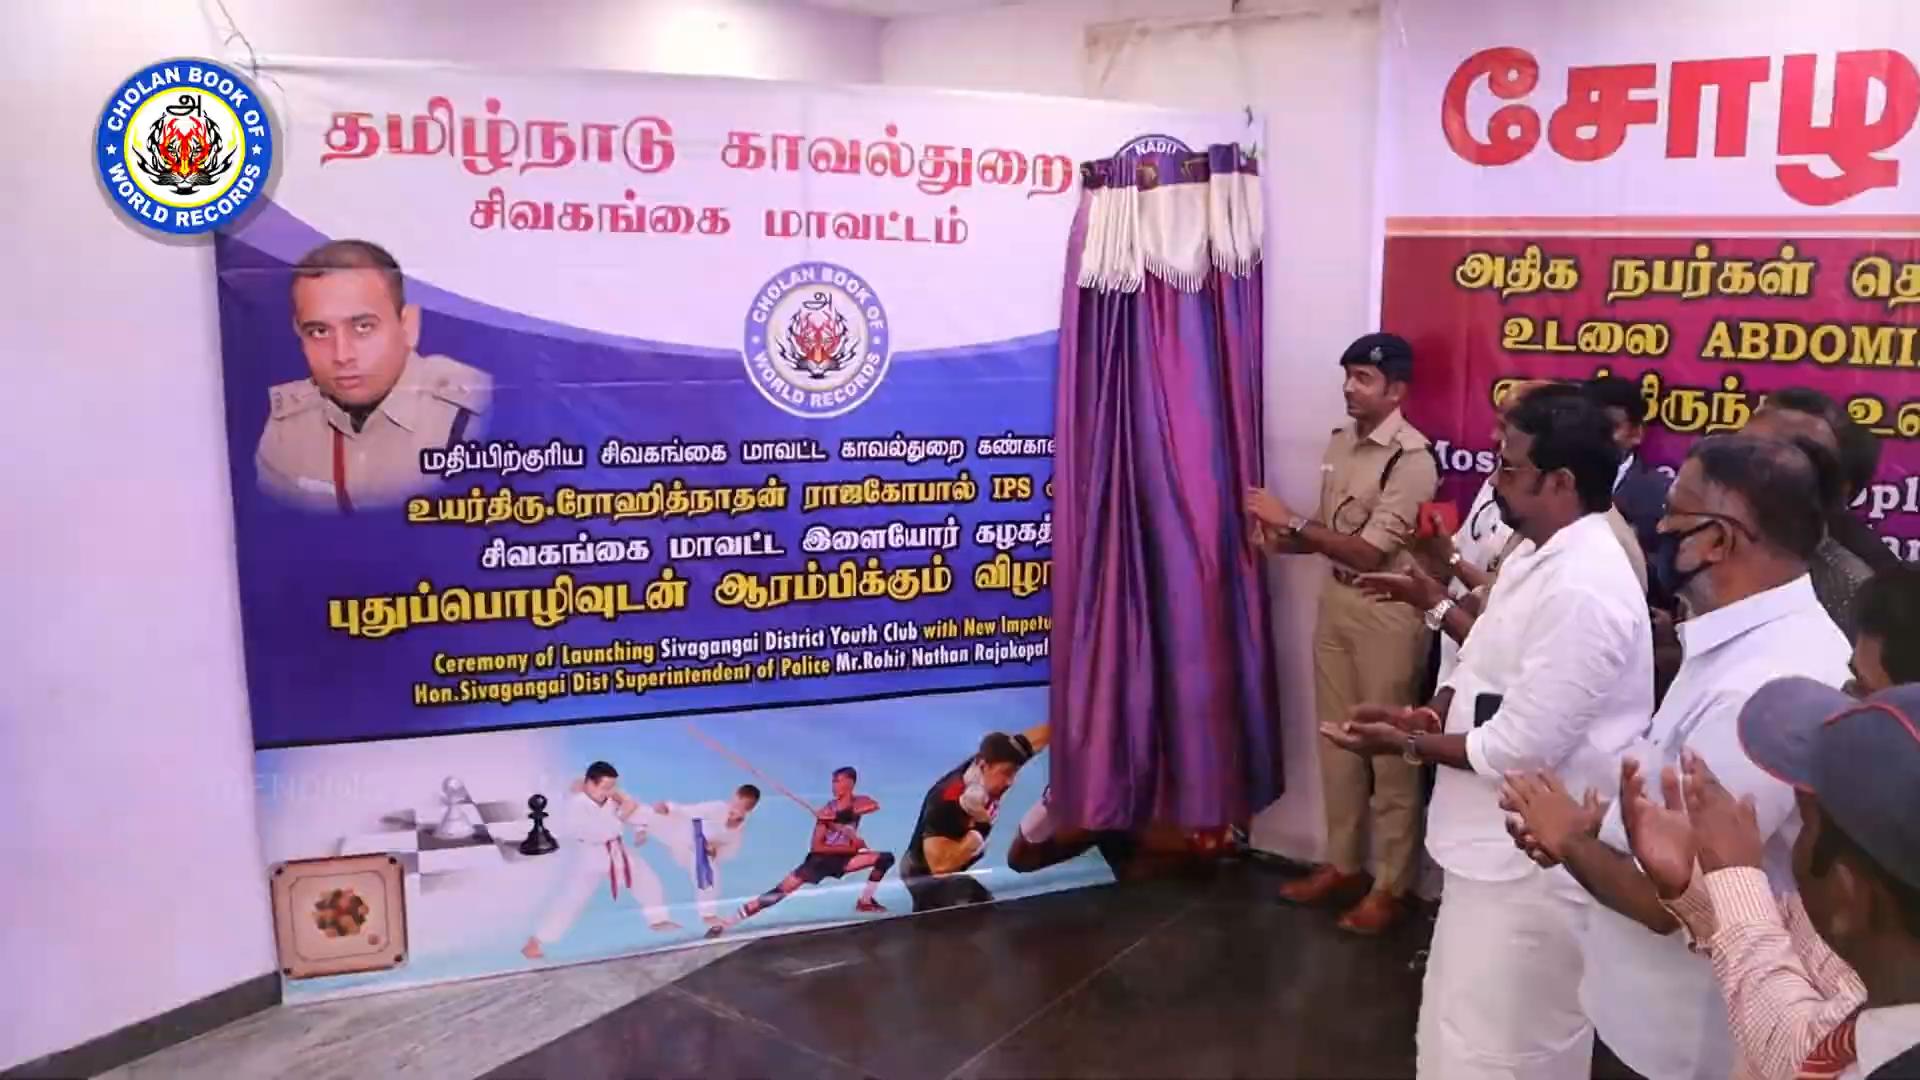 CHOLAN BOOK OF WORLD RECORDS
அ
தமிழ்நாடு காவல்துறை
சிவகங்கை மாவட்டம்
NADU
CHOLAN BOOK OF WORLD RECORDS
அ
மதிப்பிற்குரிய சிவகங்கை மாவட்ட காவல்துறை
உயர்திரு.ரோஹித்நாதன் ராஜகோபால் IPS
சிவகங்கை மாவட்ட இளையோர்
புதுப்பொழிவுடன் ஆரம்பிக்கும்
Ceremony of Launching Sivagangai District Youth Club with New
Hon.Sivagangai Dist Superintendent of Police Mr.Rohit Nathan Rajakopal
சோழ
அதிக நபர்கள்
உடலை ABDOMI
Mos